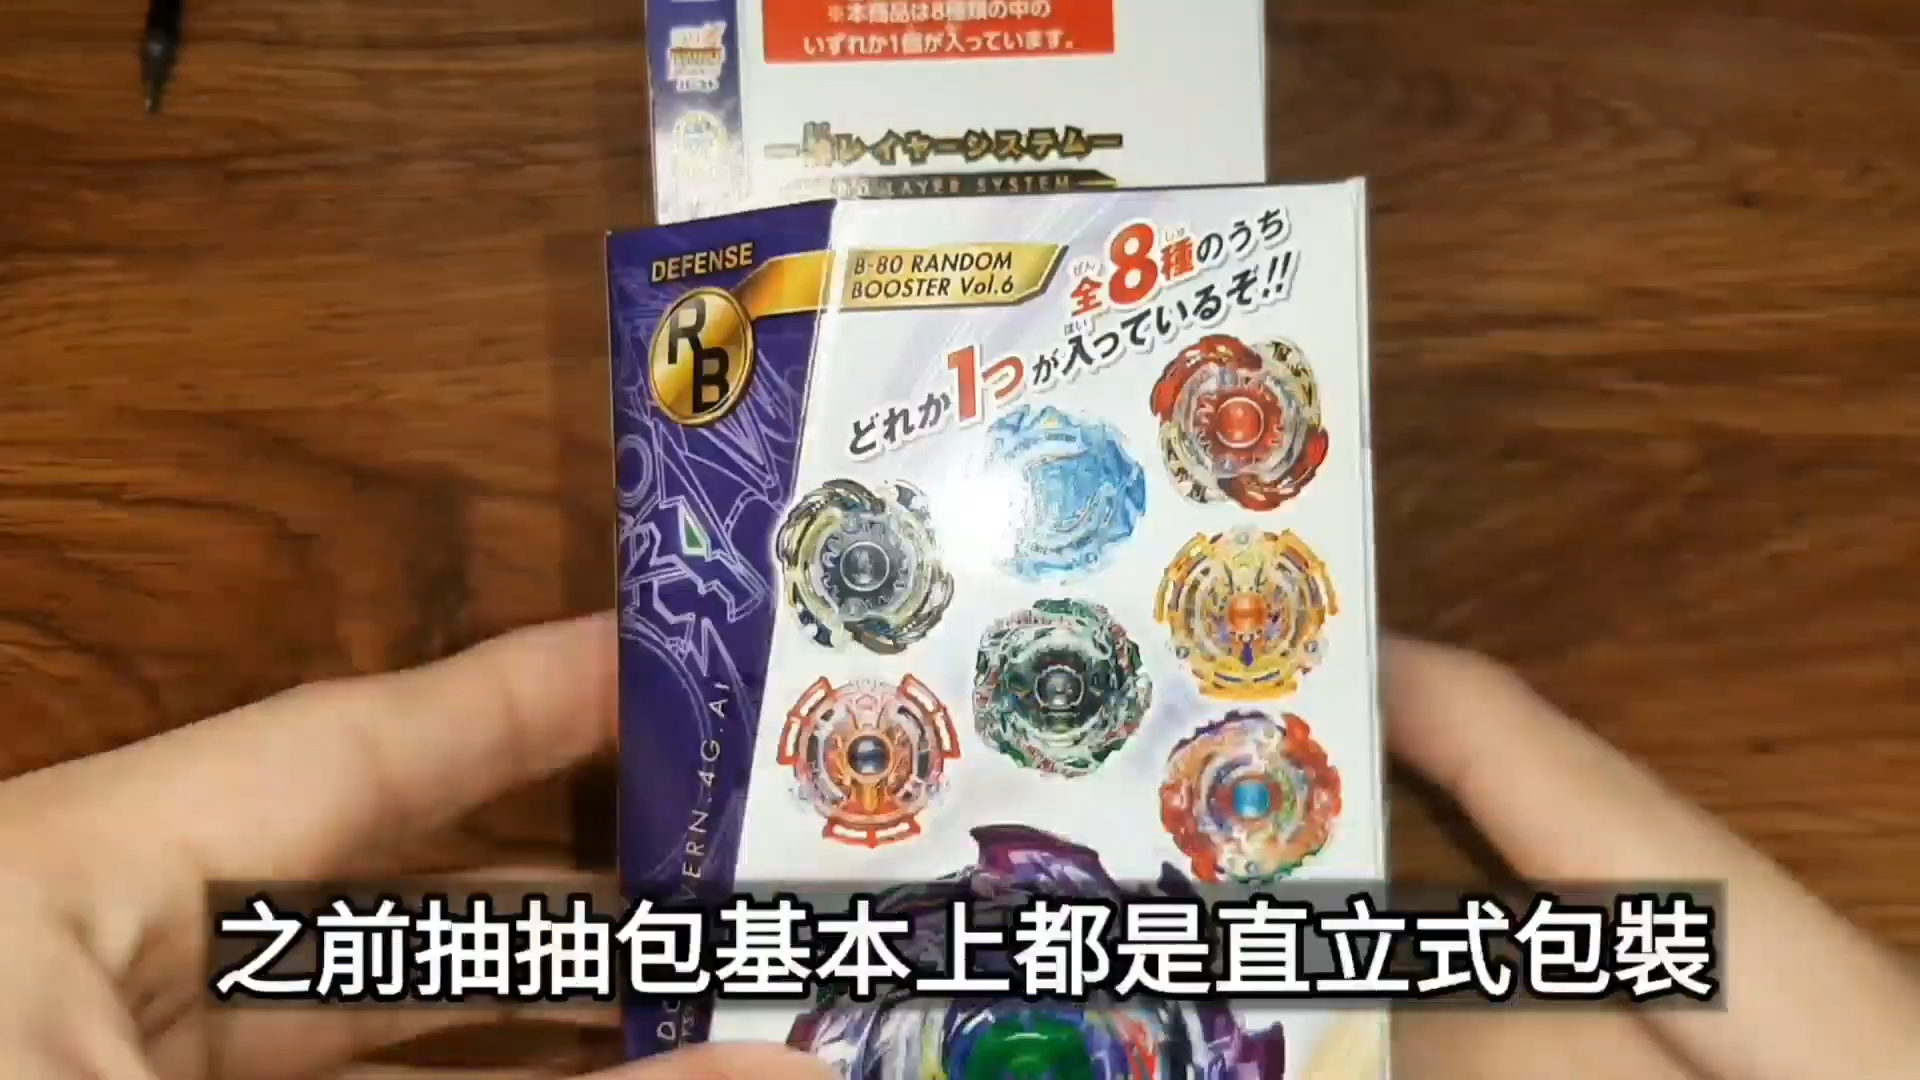 ※本商品は8種類の中の
いずれか1個が入っています。
レイヤーシステム
LAYER SYSTEM
DEFENSE
RB
B-80 RANDOM
BOOSTER Vol.6
全8種のうち
どれか1つが入っているぞ!!
VERN.4G.AI
之前抽抽包基本上都是直立式包裝